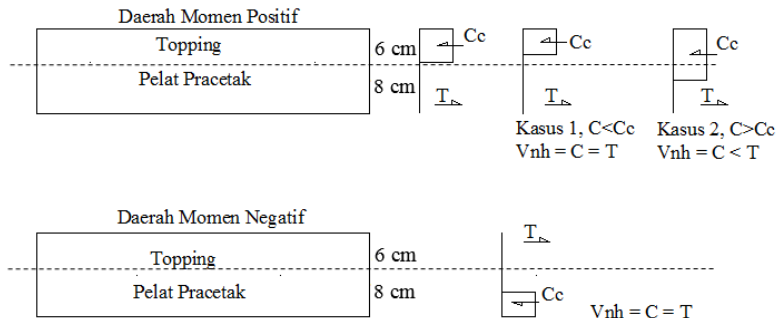 Daerah Momen Positif
Topping
Pelat Pracetak
6 cm
8 cm
Cc
T
Cc
T
Kasus 1, C<Cc
Vnh = C = T
Cc
T
Kasus 2, C>Cc
Vnh = C < T
Daerah Momen Negatif
Topping
Pelat Pracetak
6 cm
8 cm
T
Cc
Vnh = C = T